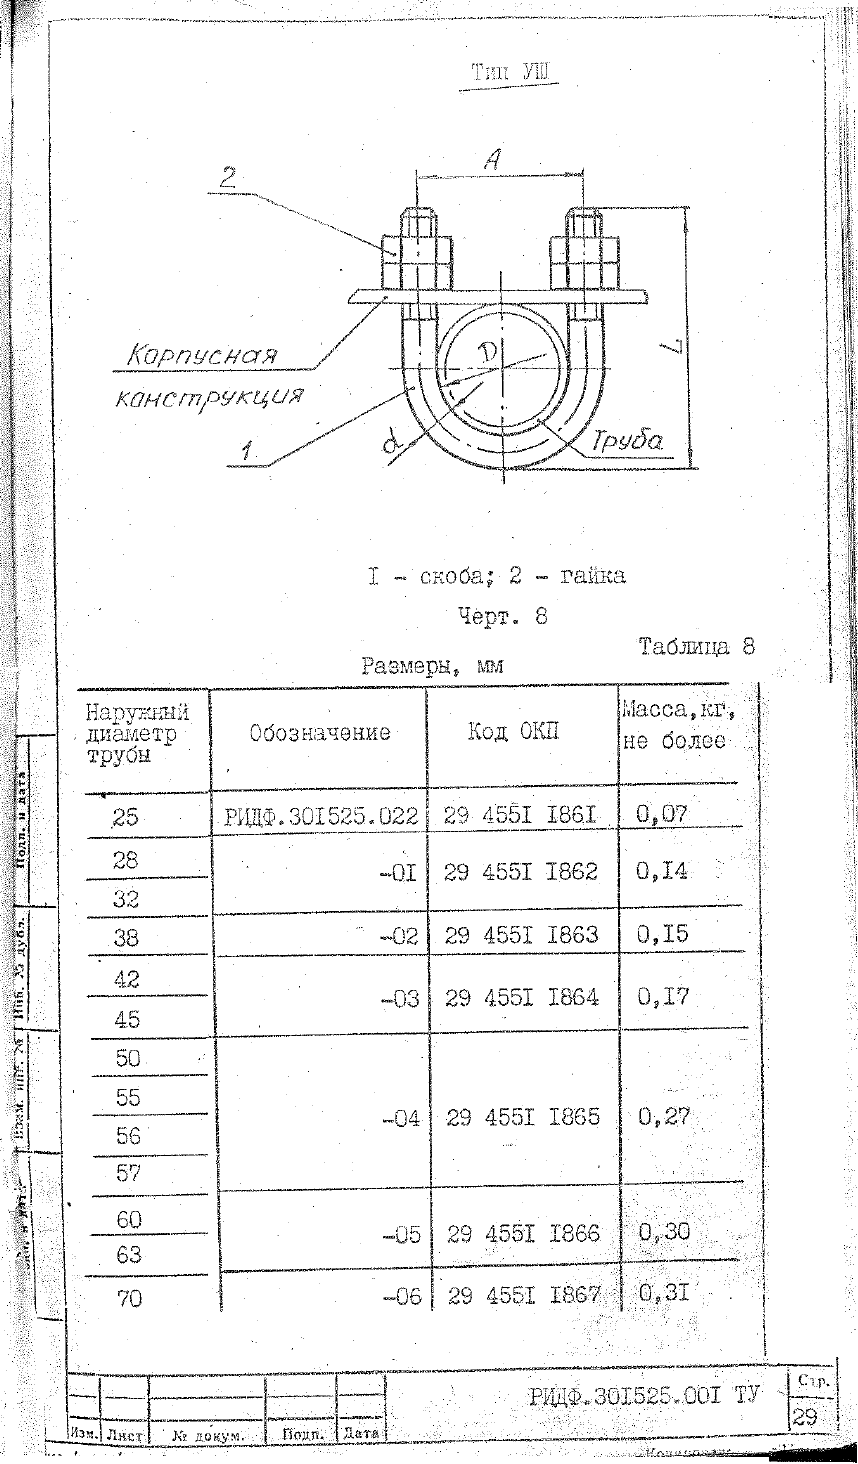 Тип УШ
A
2
Корпусная
конструкция
1
D
d
L
Труба
I - скоба; 2 - гайка
Черт. 8
Таблица 8
Размеры, мм
Наружный диаметр трубы | Обозначение | Код ОКП | Масса, кг, не более
25 РИДФ.30I525.022 29 455I I86I 0,07
28
-0I 29 455I I862 0,I4
32
38 -02 29 455I I863 0,I5
42
-03 29 455I I864 0,I7
45
50
55
-04 29 455I I865 0,27
56
57
60
-05 29 455I I866 0,30
63
70 -06 29 455I I867 0,3I
Подп. и дата
Инв. № дубл.
Взам. инв. №
РИДФ.30I525.00I ТУ
Стр.
29
Изм. Лист № докум. Подп. Дата